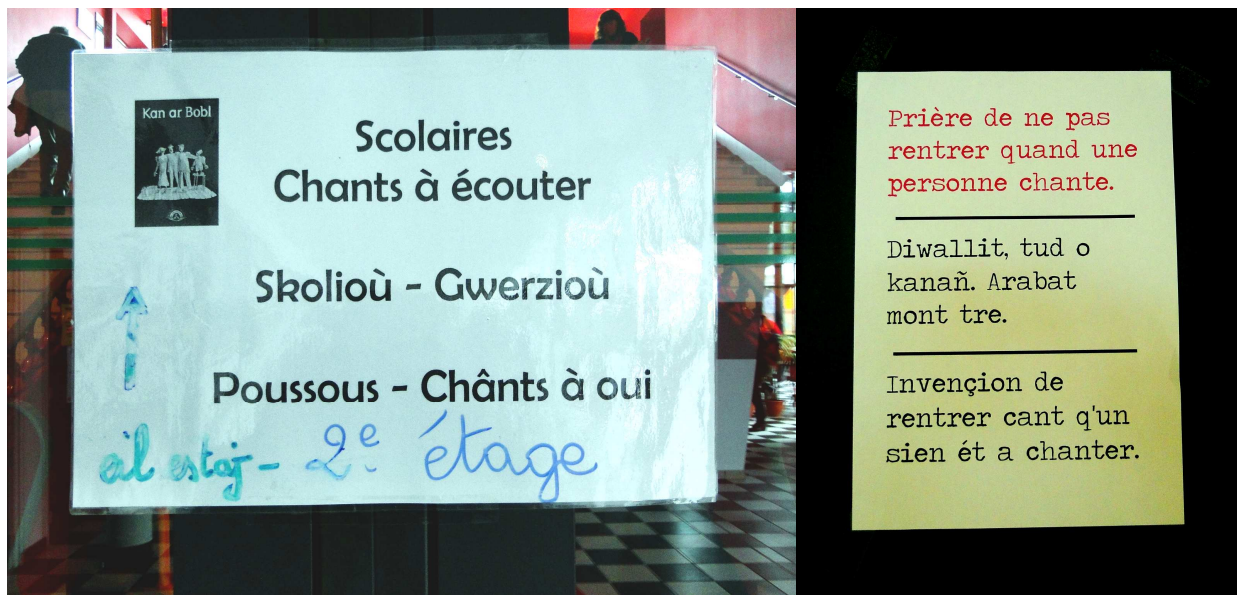 Kan ar Bobl
Scolaires
Chants à écouter
Skolioù - Gwerzioù
Poussous - Chânts à oui
eil estaj - 2e étage
Prière de ne pas
rentrer quand une
personne chante.
Diwallit, tud o
kanañ. Arabat
mont tre.
Invençion de
rentrer cant q'un
sien ét a chanter.